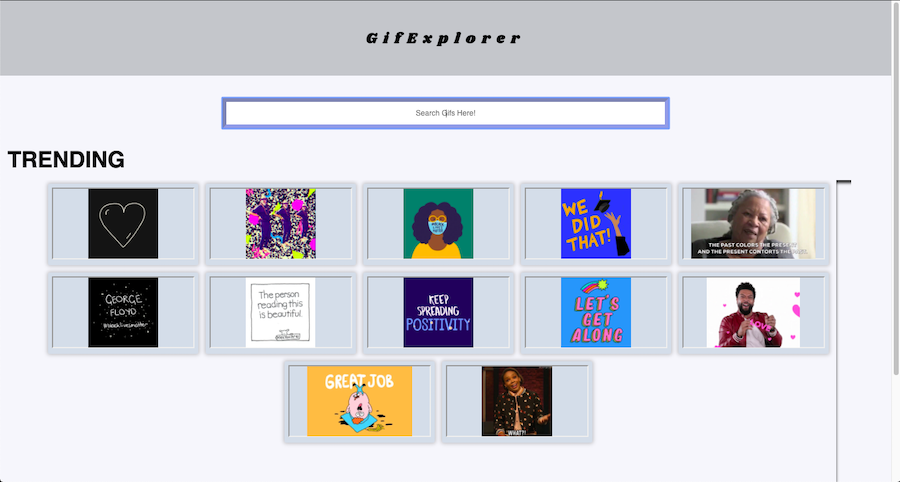 GifExplorer
Search Gifs Here!
TRENDING
WE
DID
THAT!
THE PAST COLORS THE PRESENT,
AND THE PRESENT CONTORTS THE PAST.
GEORGE
FLOYD
#blacklivesmatter
The person
reading this
is beautiful.
KEEP
SPREADING
POSITIVITY
LET'S
GET
ALONG
LOVE
GREAT JOB
WHAT?!